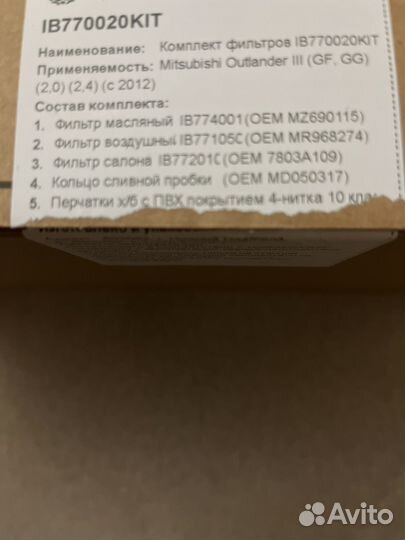 IB770020KIT
Наименование: Комплект фильтров IB770020KIT
Применяемость: Mitsubishi Outlander III (GF, GG)
(2,0) (2,4) (с 2012)
Состав комплекта:
1. Фильтр масляный IB774001(OEM MZ690115)
2. Фильтр воздушный IB77105C(OEM MR968274)
3. Фильтр салона IB77201C(OEM 7803A109)
4. Кольцо сливной пробки (OEM MD050317)
5. Перчатки х/б с ПВХ покрытием 4-нитка 10 клас
Avito